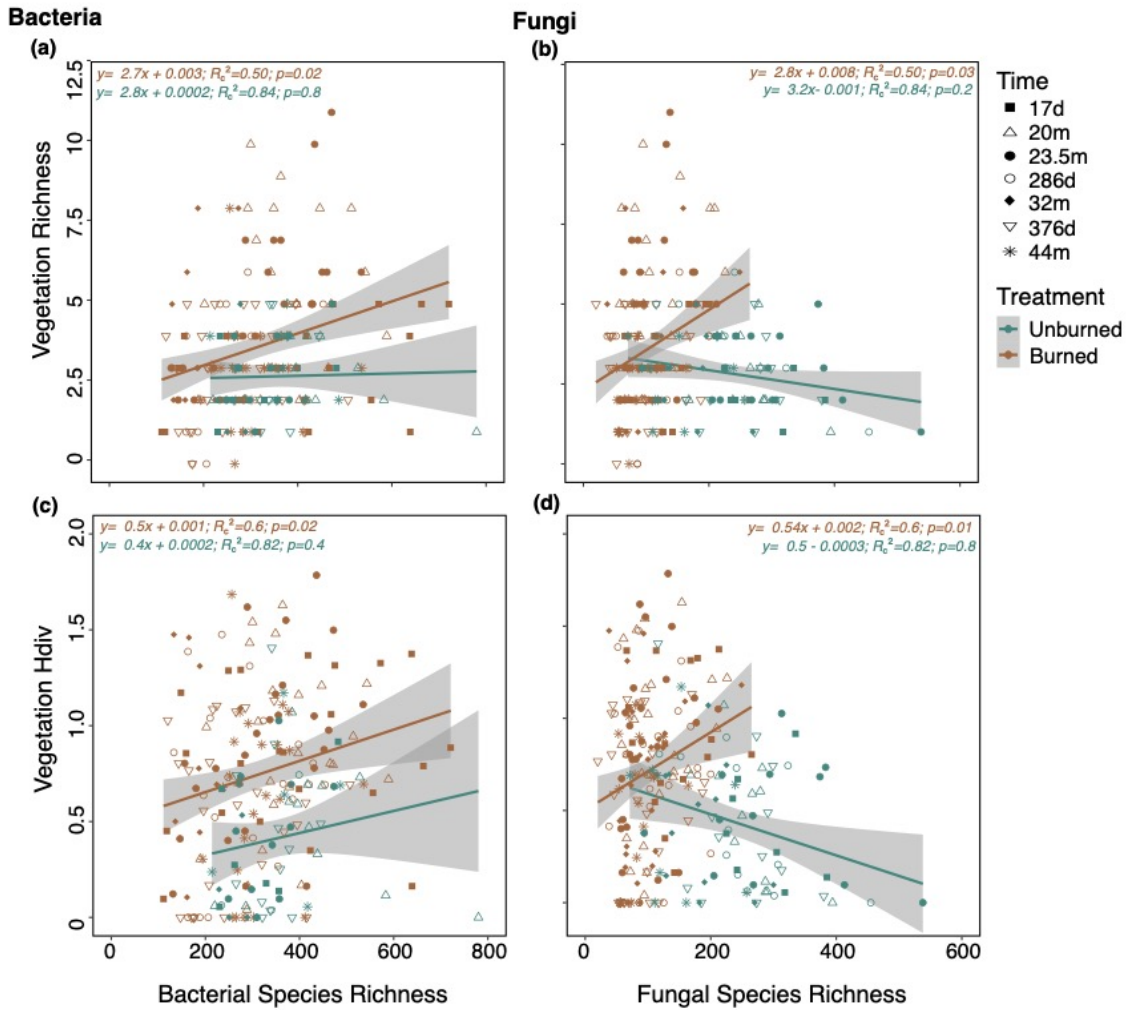 Bacteria
Fungi
(a)
(b)
y= 2.7x + 0.003; Rc²=0.50; p=0.02
y= 2.8x + 0.0002; Rc²=0.84; p=0.8
y= 2.8x + 0.008; Rc²=0.50; p=0.03
y= 3.2x- 0.001; Rc²=0.84; p=0.2
12.5
10
7.5
5
2.5
0
Vegetation Richness
Time
17d
20m
23.5m
286d
32m
376d
44m
Treatment
Unburned
Burned
(c)
(d)
y= 0.5x + 0.001; Rc²=0.6; p=0.02
y= 0.4x + 0.0002; Rc²=0.82; p=0.4
y= 0.54x + 0.002; Rc²=0.6; p=0.01
y= 0.5 - 0.0003; Rc²=0.82; p=0.8
2.0
1.5
1.0
0.5
0
Vegetation Hdiv
0 200 400 600 800
0 200 400 600
Bacterial Species Richness
Fungal Species Richness